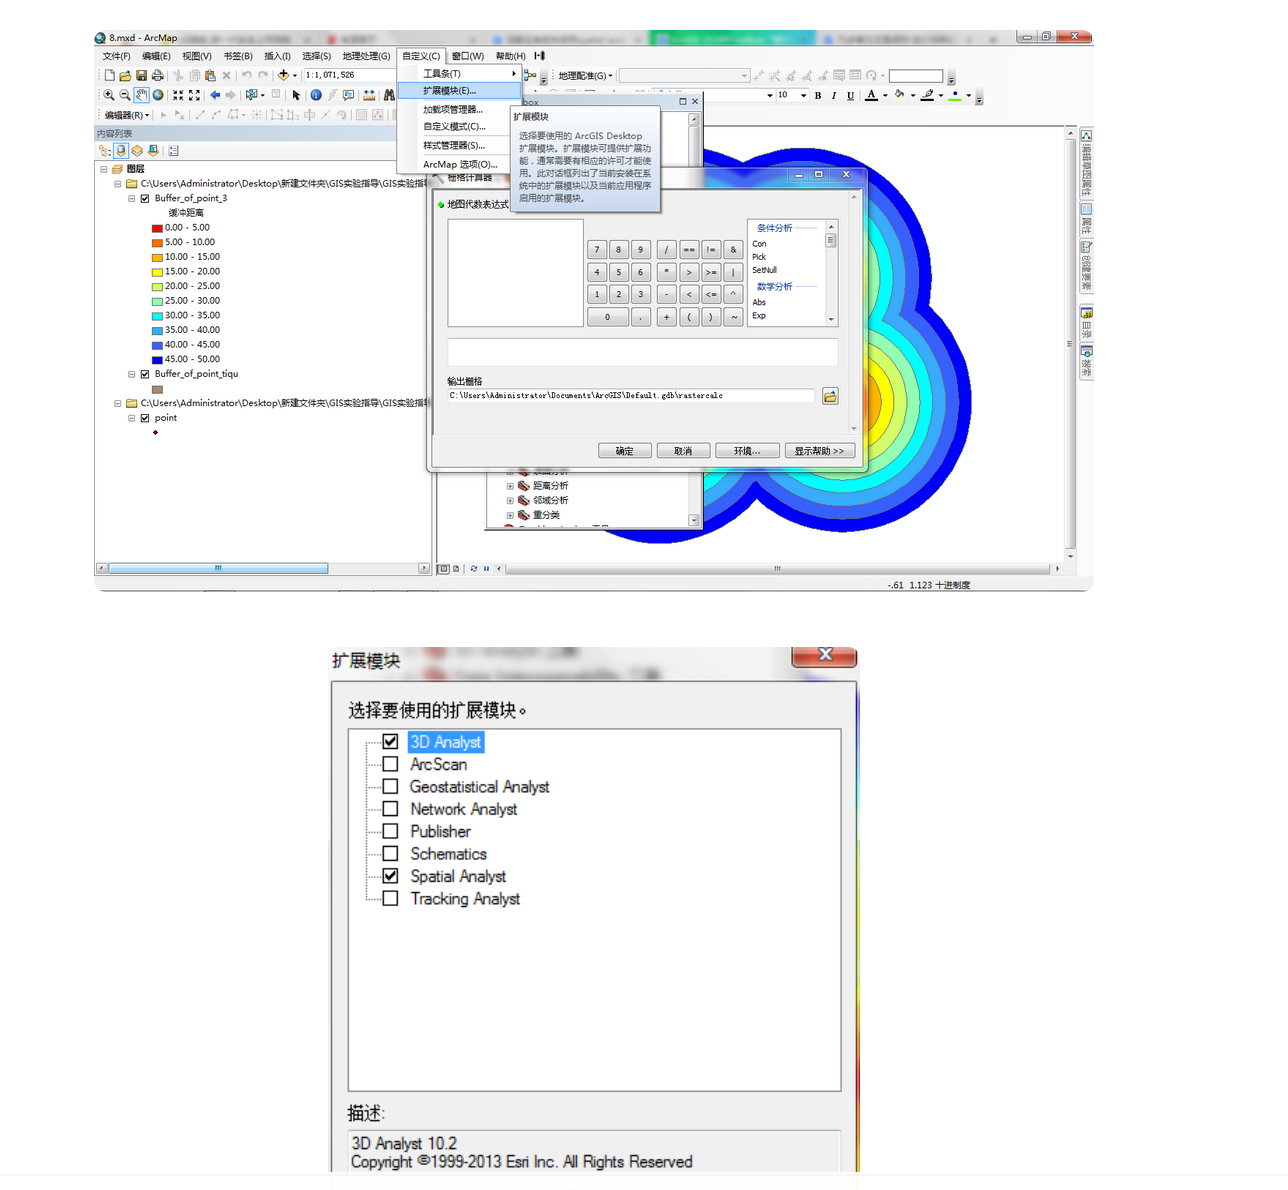 8.mxd - ArcMap
文件(F) 编辑(E) 视图(V) 书签(B) 插入(I) 选择(S) 地理处理(G) 自定义(C) 窗口(W) 帮助(H)
1:1,071,526
工具条(T)
地理配准(G)
扩展模块(E)...
10 B I U A
加载项管理器...
box
编辑器(R)
扩展模块
自定义模式(C)...
内容列表
样式管理器(S)...
ArcMap 选项(O)...
选择要使用的 ArcGIS Desktop
扩展模块。扩展模块可提供扩展功
能，通常需要有相应的许可才能使
用。此对话框列出了当前安装在系
统中的扩展模块以及当前应用程序
启用的扩展模块。
图层
C:\Users\Administrator\Desktop\新建文件夹\GIS实验指导\GIS实验指导
Buffer_of_point_3
缓冲距离
0.00 - 5.00
5.00 - 10.00
10.00 - 15.00
15.00 - 20.00
20.00 - 25.00
25.00 - 30.00
30.00 - 35.00
35.00 - 40.00
40.00 - 45.00
45.00 - 50.00
Buffer_of_point_tiqu
C:\Users\Administrator\Desktop\新建文件夹\GIS实验指导\GIS实验指导
point
栅格计算器
地图代数表达式
7 8 9 / == != &
4 5 6 * > >= |
1 2 3 - < <= ^
0 . + ( ) ~
条件分析
Con
Pick
SetNull
数学分析
Abs
Exp
输出栅格
C:\Users\Administrator\Documents\ArcGIS\Default.gdb\rastercalc
确定 取消 环境... 显示帮助 >>
距离分析
邻域分析
重分类
编辑草图属性
属性
创建要素
目录
搜索
-.61 1.123 十进制度
扩展模块
选择要使用的扩展模块。
3D Analyst
ArcScan
Geostatistical Analyst
Network Analyst
Publisher
Schematics
Spatial Analyst
Tracking Analyst
描述:
3D Analyst 10.2
Copyright ©1999-2013 Esri Inc. All Rights Reserved